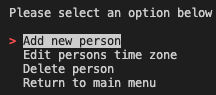 Please select an option below
> Add new person
Edit persons time zone
Delete person
Return to main menu